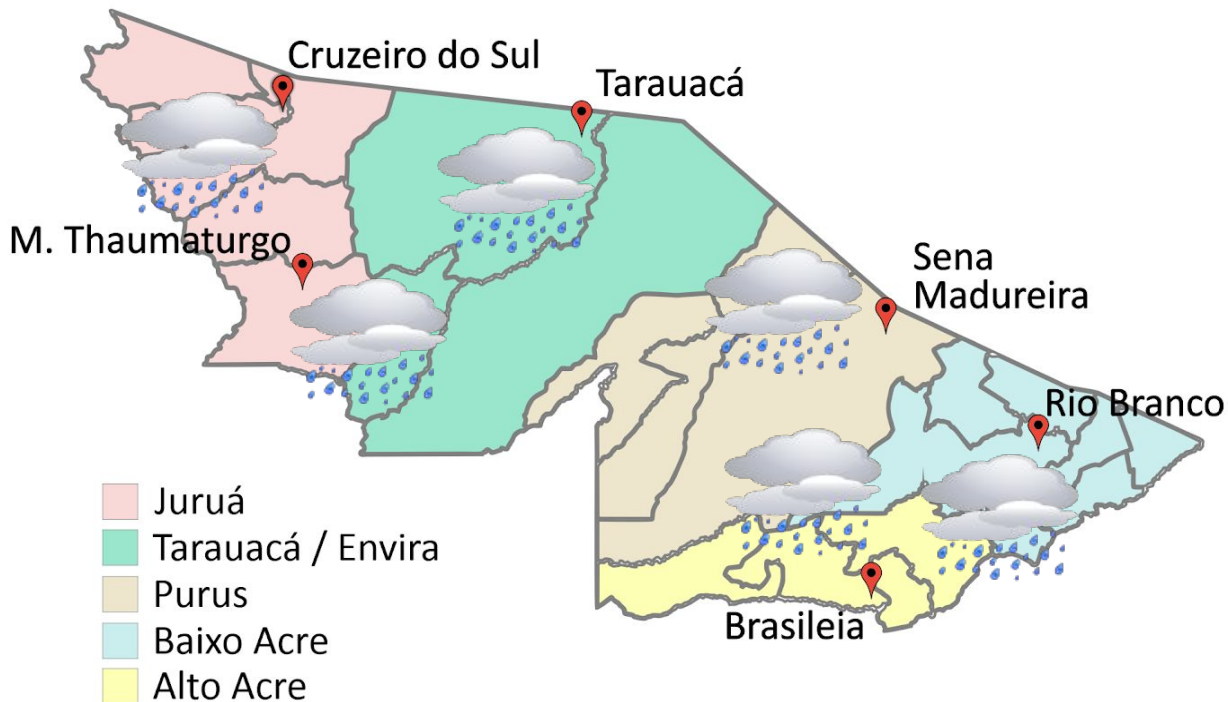 Cruzeiro do Sul
Tarauacá
M. Thaumaturgo
Sena
Madureira
Rio Branco
Brasileia
Juruá
Tarauacá / Envira
Purus
Baixo Acre
Alto Acre